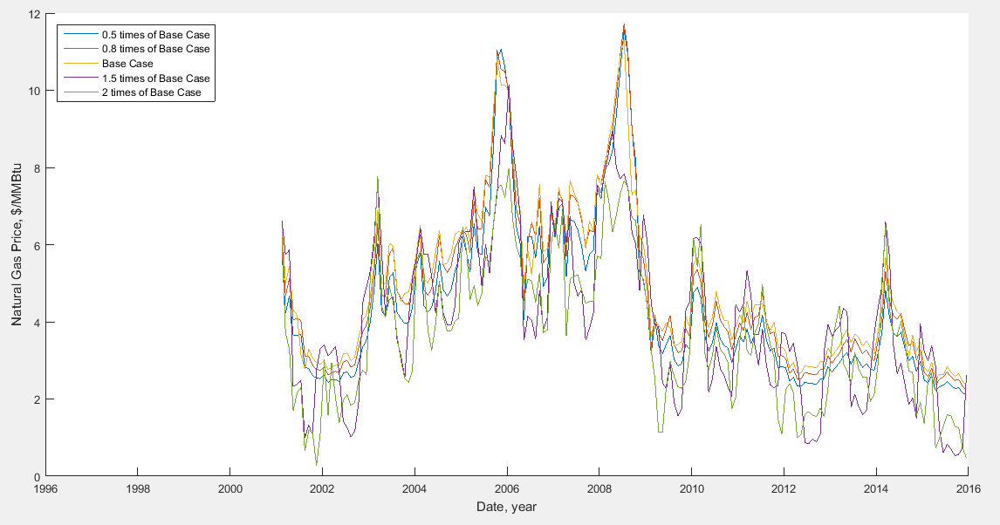 12
10
8
6
4
2
0
Natural Gas Price, $/MMBtu
0.5 times of Base Case
0.8 times of Base Case
Base Case
1.5 times of Base Case
2 times of Base Case
1996 1998 2000 2002 2004 2006 2008 2010 2012 2014 2016
Date, year